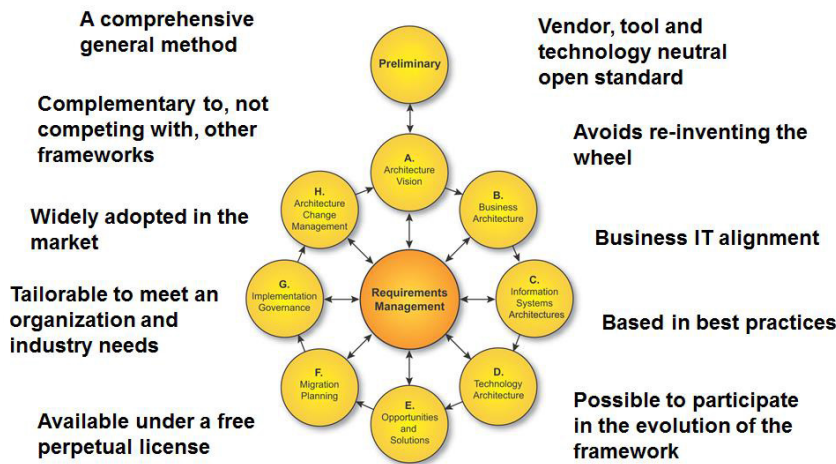 A comprehensive
general method
Vendor, tool and
technology neutral
open standard
Preliminary
Complementary to, not
competing with, other
frameworks
Avoids re-inventing the
wheel
A.
Architecture
Vision
H.
Architecture
Change
Management
B.
Business
Architecture
Widely adopted in the
market
Business IT alignment
G.
Implementation
Governance
Requirements
Management
C.
Information
Systems
Architectures
Tailorable to meet an
organization and
industry needs
Based in best practices
F.
Migration
Planning
D.
Technology
Architecture
E.
Opportunities
and
Solutions
Available under a free
perpetual license
Possible to participate
in the evolution of the
framework